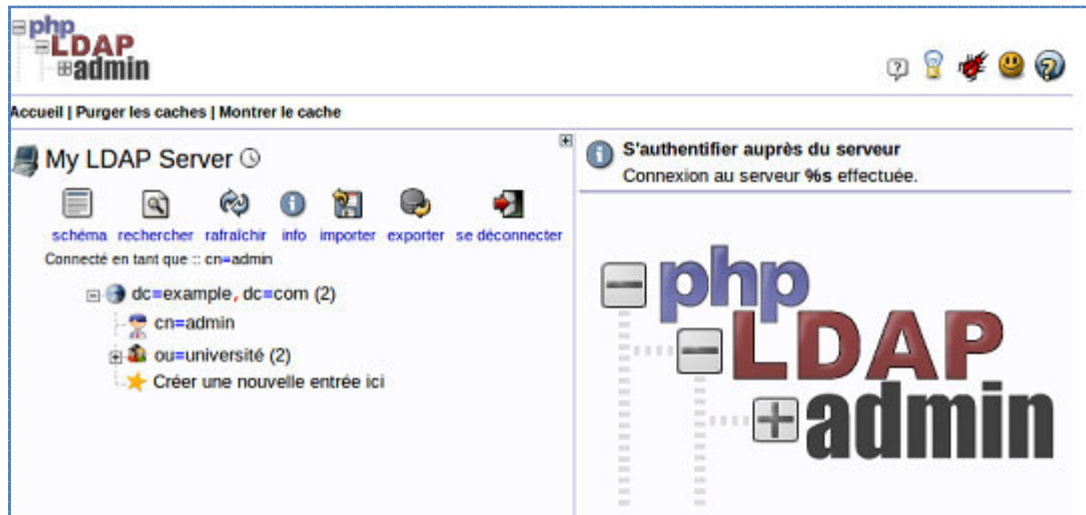 php
LDAP
admin
Accueil | Purger les caches | Montrer le cache
My LDAP Server
schéma rechercher rafraîchir info importer exporter se déconnecter
Connecté en tant que :: cn=admin
dc=example, dc=com (2)
cn=admin
ou=université (2)
Créer une nouvelle entrée ici
S'authentifier auprès du serveur
Connexion au serveur %s effectuée.
php
LDAP
admin